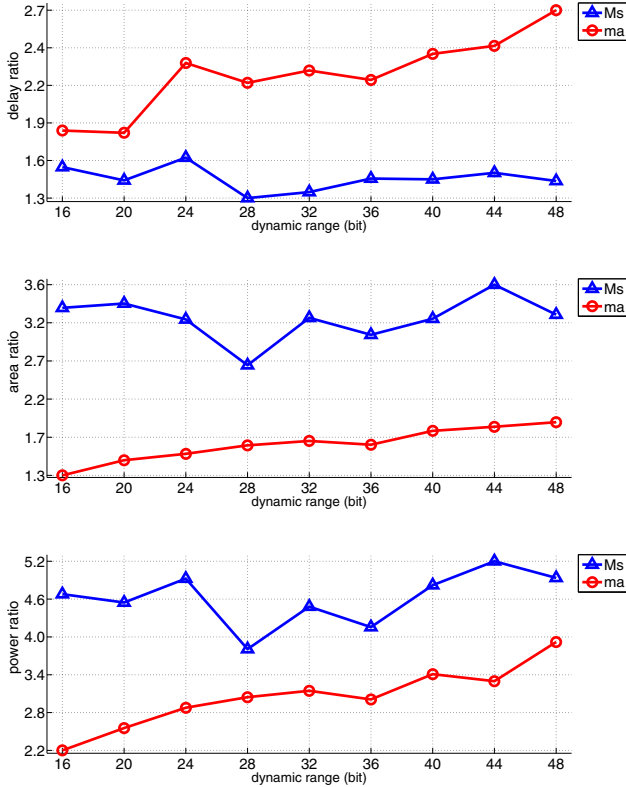 2.7
2.4
2.2
1.9
1.6
1.3
delay ratio
16 20 24 28 32 36 40 44 48
dynamic range (bit)
Ms
ma
3.6
3.2
2.7
2.2
1.7
1.3
area ratio
16 20 24 28 32 36 40 44 48
dynamic range (bit)
Ms
ma
5.2
4.6
4.0
3.4
2.8
2.2
power ratio
16 20 24 28 32 36 40 44 48
dynamic range (bit)
Ms
ma